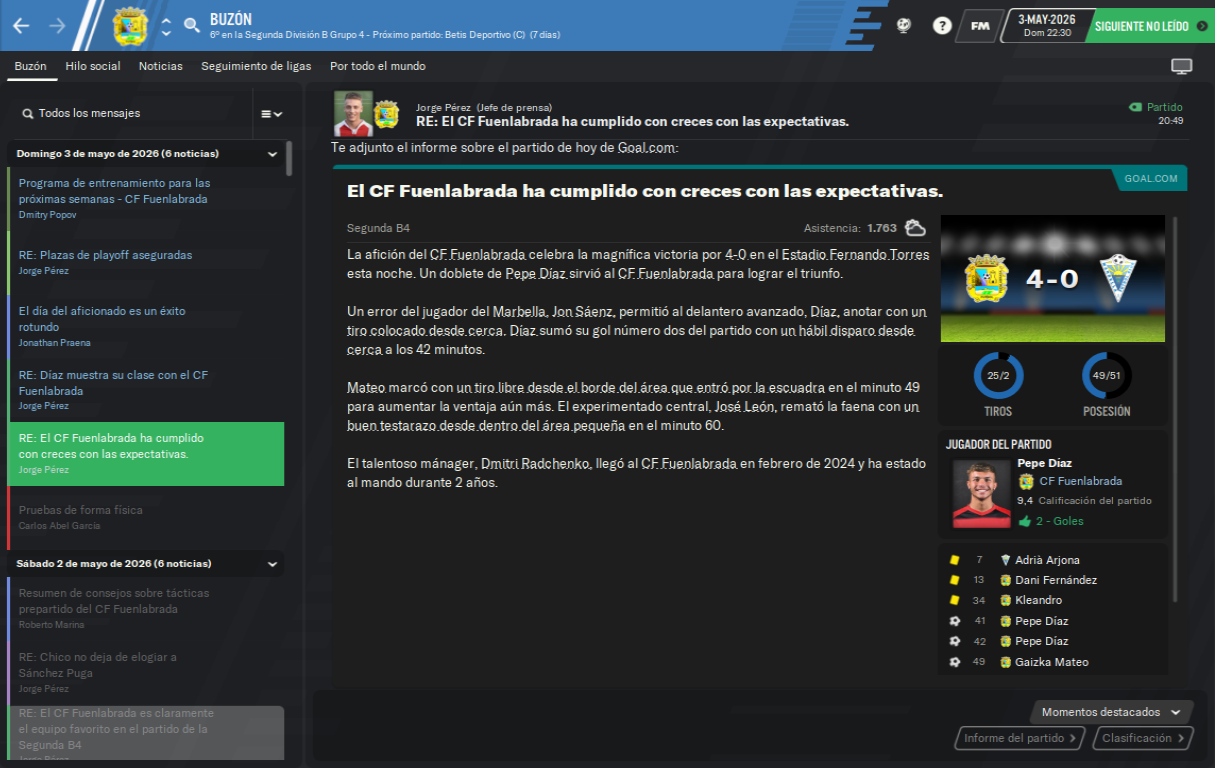 BUZÓN
6º en la Segunda División B Grupo 4 - Próximo partido: Betis Deportivo (C) (7 días)
?
FM
3-MAY-2026
Dom 22:30
SIGUIENTE NO LEÍDO
Buzón
Hilo social
Noticias
Seguimiento de ligas
Por todo el mundo
Todos los mensajes
Domingo 3 de mayo de 2026 (6 noticias)
Programa de entrenamiento para las
próximas semanas - CF Fuenlabrada
Dmitry Popov
RE: Plazas de playoff aseguradas
Jorge Pérez
El día del aficionado es un éxito
rotundo
Jonathan Praena
RE: Díaz muestra su clase con el CF
Fuenlabrada
Jorge Pérez
RE: El CF Fuenlabrada ha cumplido
con creces con las expectativas.
Jorge Pérez
Pruebas de forma física
Carlos Abel García
Sábado 2 de mayo de 2026 (6 noticias)
Resumen de consejos sobre tácticas
prepartido del CF Fuenlabrada
Roberto Marina
RE: Chico no deja de elogiar a
Sánchez Puga
Jorge Pérez
RE: El CF Fuenlabrada es claramente
el equipo favorito en el partido de la
Segunda B4
Jorge Pérez
Jorge Pérez (Jefe de prensa)
RE: El CF Fuenlabrada ha cumplido con creces con las expectativas.
Partido
20:49
Te adjunto el informe sobre el partido de hoy de Goal.com:
GOAL.COM
El CF Fuenlabrada ha cumplido con creces con las expectativas.
Segunda B4
Asistencia: 1.763
La afición del CF Fuenlabrada celebra la magnífica victoria por 4-0 en el Estadio Fernando Torres
esta noche. Un doblete de Pepe Díaz sirvió al CF Fuenlabrada para lograr el triunfo.
Un error del jugador del Marbella, Jon Sáenz, permitió al delantero avanzado, Díaz, anotar con un
tiro colocado desde cerca. Díaz sumó su gol número dos del partido con un hábil disparo desde
cerca a los 42 minutos.
Mateo marcó con un tiro libre desde el borde del área que entró por la escuadra en el minuto 49
para aumentar la ventaja aún más. El experimentado central, José León, remató la faena con un
buen testarazo desde dentro del área pequeña en el minuto 60.
El talentoso mánager, Dmitri Radchenko, llegó al CF Fuenlabrada en febrero de 2024 y ha estado
al mando durante 2 años.
4-0
25/2
49/51
TIROS
POSESIÓN
JUGADOR DEL PARTIDO
Pepe Díaz
CF Fuenlabrada
9,4 Calificación del partido
2 - Goles
7 Adrià Arjona
13 Dani Fernández
34 Kleandro
41 Pepe Díaz
42 Pepe Díaz
49 Gaizka Mateo
Momentos destacados
Informe del partido
Clasificación